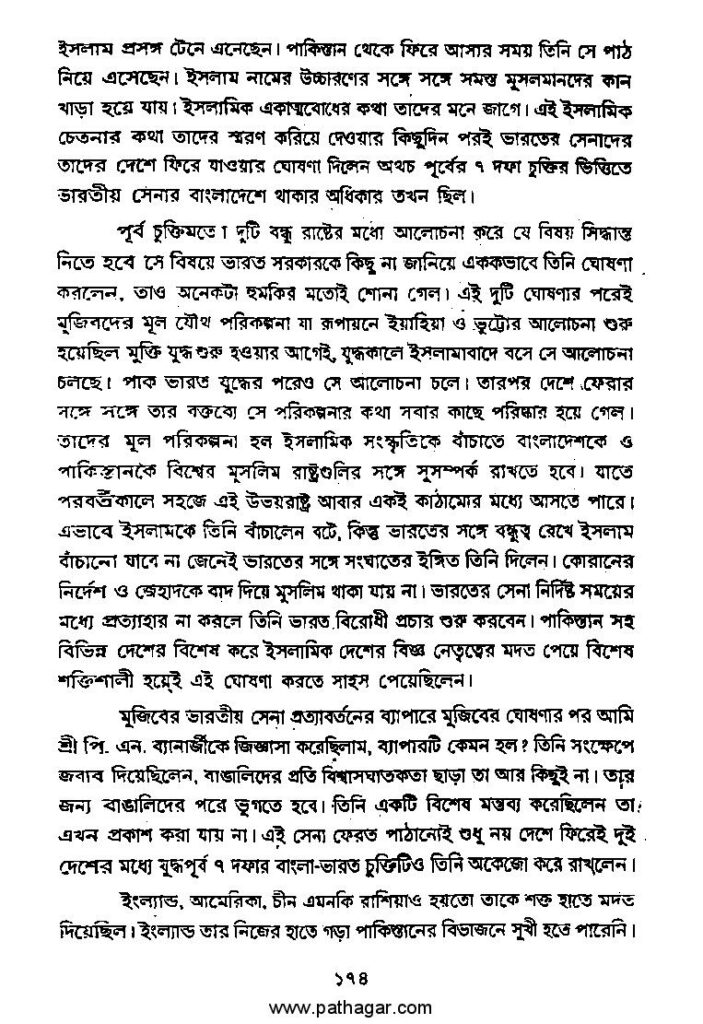 ইসলাম প্রসঙ্গ টেনে এনেছেন। পাকিস্তান থেকে ফিরে আসার সময় তিনি সে পাঠ
নিয়ে এসেছেন। ইসলাম নামের উচ্চারণের সঙ্গে সঙ্গে সমস্ত মুসলমানদের কান
খাড়া হয়ে যায়। ইসলামিক একাত্মবোধের কথা তাদের মনে জাগে। এই ইসলামিক
চেতনার কথা তাদের স্মরণ করিয়ে দেওয়ার কিছুদিন পরই ভারতের সেনাদের
তাদের দেশে ফিরে যাওয়ার ঘোষণা দিলেন অথচ পূর্বের ৭ দফা চুক্তির ভিত্তিতে
ভারতীয় সেনার বাংলাদেশে থাকার অধিকার তখন ছিল।
পূর্ব চুক্তিমতে। দুটি বন্ধু রাষ্ট্রের মধ্যে আলোচনা করে যে বিষয় সিদ্ধান্ত
নিতে হবে সে বিষয়ে ভারত সরকারকে কিছু না জানিয়ে এককভাবে তিনি ঘোষণা
করলেন, তাও অনেকটা হুমকির মতোই শোনা গেল। এই দুটি ঘোষণার পরেই
মুজিবদের মূল যৌথ পরিকল্পনা যা রূপায়নে ইয়াহিয়া ও ভুট্টোর আলোচনা শুরু
হয়েছিল মুক্তি যুদ্ধ শুরু হওয়ার আগেই, যুদ্ধকালে ইসলামাবাদে বসে সে আলোচনা
চলছে। পাক ভারত যুদ্ধের পরেও সে আলোচনা চলে। তারপর দেশে ফেরার
সঙ্গে সঙ্গে তার বক্তব্যে সে পরিকল্পনার কথা সবার কাছে পরিষ্কার হয়ে গেল।
তাদের মূল পরিকল্পনা হল ইসলামিক সংস্কৃতিকে বাঁচাতে বাংলাদেশকে ও
পাকিস্তানকে বিশ্বের মুসলিম রাষ্ট্রগুলির সঙ্গে সুসম্পর্ক রাখতে হবে। যাতে
পরবর্তীকালে সহজে এই উভয়রাষ্ট্র আবার একই কাঠামোর মধ্যে আসতে পারে।
এভাবে ইসলামকে তিনি বাঁচালেন বটে, কিন্তু ভারতের সঙ্গে বন্ধুত্ব রেখে ইসলাম
বাঁচানো যাবে না জেনেই ভারতের সঙ্গে সংঘাতের ইঙ্গিত তিনি দিলেন। কোরানের
নির্দেশ ও জেহাদকে বাদ দিয়ে মুসলিম থাকা যায় না। ভারতের সেনা নির্দিষ্ট সময়ের
মধ্যে প্রত্যাহার না করলে তিনি ভারত বিরোধী প্রচার শুরু করবেন। পাকিস্তান সহ
বিভিন্ন দেশের বিশেষ করে ইসলামিক দেশের বিজ্ঞ নেতৃত্বের মদত পেয়ে বিশেষ
শক্তিশালী হয়েই এই ঘোষণা করতে সাহস পেয়েছিলেন।
মুজিবের ভারতীয় সেনা প্রত্যাবর্তনের ব্যাপারে মুজিবের ঘোষণার পর আমি
শ্রী পি. এন. ব্যানার্জীকে জিজ্ঞাসা করেছিলাম, ব্যাপারটি কেমন হল? তিনি সংক্ষেপে
জবাব দিয়েছিলেন, বাঙালিদের প্রতি বিশ্বাসঘাতকতা ছাড়া তা আর কিছুই না। তার
জন্য বাঙালিদের পরে ভুগতে হবে। তিনি একটি বিশেষ মন্তব্য করেছিলেন তা
এখন প্রকাশ করা যায় না। এই সেন্য ফেরত পাঠানোই শুধু নয় দেশে ফিরেই দুই
দেশের মধ্যে যুদ্ধপূর্ব ৭ দফার বাংলা-ভারত চুক্তিটিও তিনি অকেজো করে রাখলেন।
ইংল্যান্ড, আমেরিকা, চীন এমনকি রাশিয়াও হয়তো তাকে শক্ত হাতে মদত
দিয়েছিল। ইংল্যান্ড তার নিজের হাতে গড়া পাকিস্তানের বিভাজনে সুখী হতে পারেনি।
১৭৪
www.pathagar.com